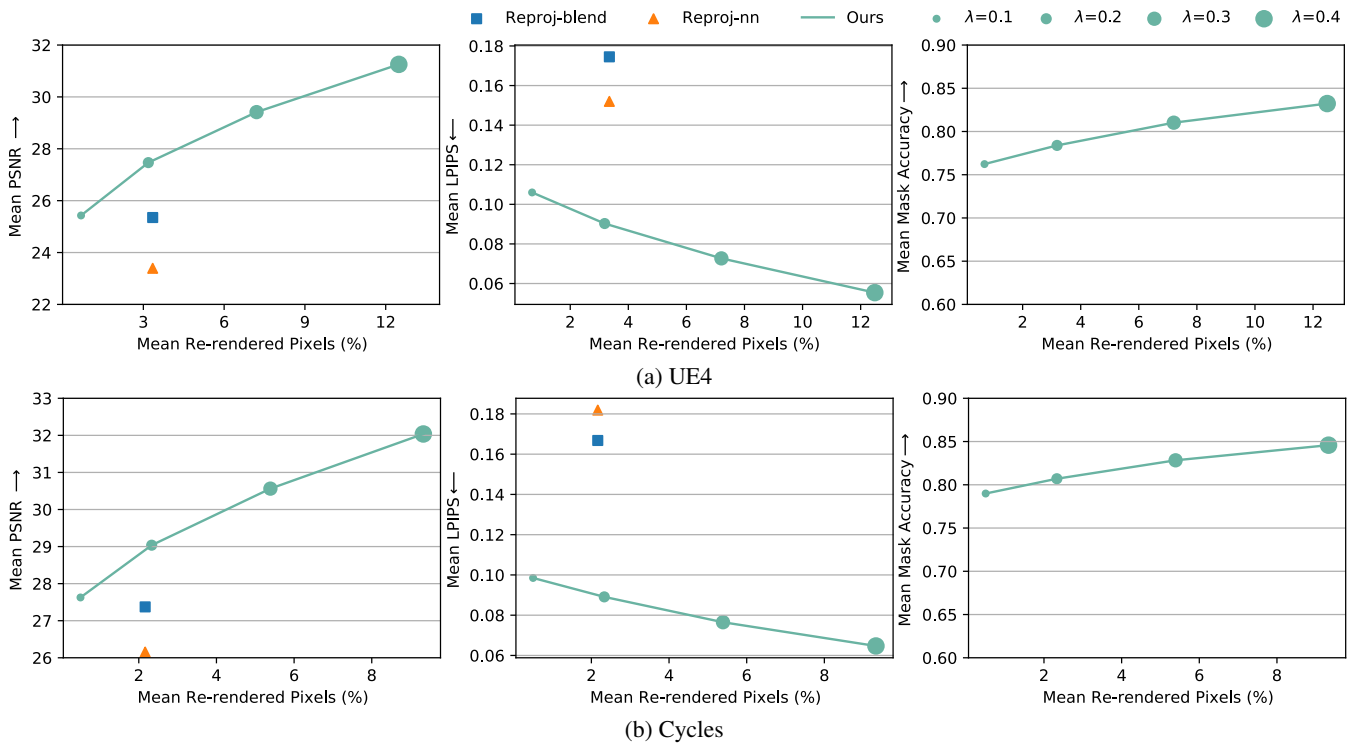 Reproj-blend Reproj-nn Ours λ=0.1 λ=0.2 λ=0.3 λ=0.4
32
30
28
26
24
22
Mean PSNR →
3 6 9 12
Mean Re-rendered Pixels (%)
0.18
0.16
0.14
0.12
0.10
0.08
0.06
Mean LPIPS ←
2 4 6 8 10 12
Mean Re-rendered Pixels (%)
0.90
0.85
0.80
0.75
0.70
0.65
0.60
Mean Mask Accuracy →
2 4 6 8 10 12
Mean Re-rendered Pixels (%)
(a) UE4
33
32
31
30
29
28
27
26
Mean PSNR →
2 4 6 8
Mean Re-rendered Pixels (%)
0.18
0.16
0.14
0.12
0.10
0.08
0.06
Mean LPIPS ←
2 4 6 8
Mean Re-rendered Pixels (%)
0.90
0.85
0.80
0.75
0.70
0.65
0.60
Mean Mask Accuracy →
2 4 6 8
Mean Re-rendered Pixels (%)
(b) Cycles